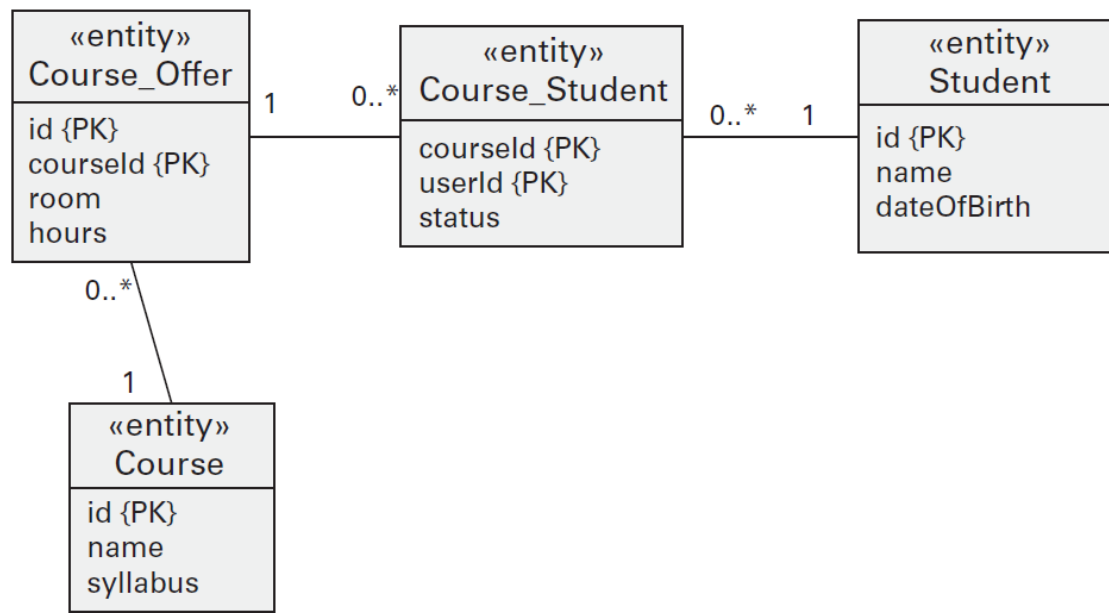 «entity»
Course_Offer
id {PK}
courseId {PK}
room
hours
1
0..*
«entity»
Course_Student
courseId {PK}
userId {PK}
status
0..*
1
«entity»
Student
id {PK}
name
dateOfBirth
0..*
1
«entity»
Course
id {PK}
name
syllabus